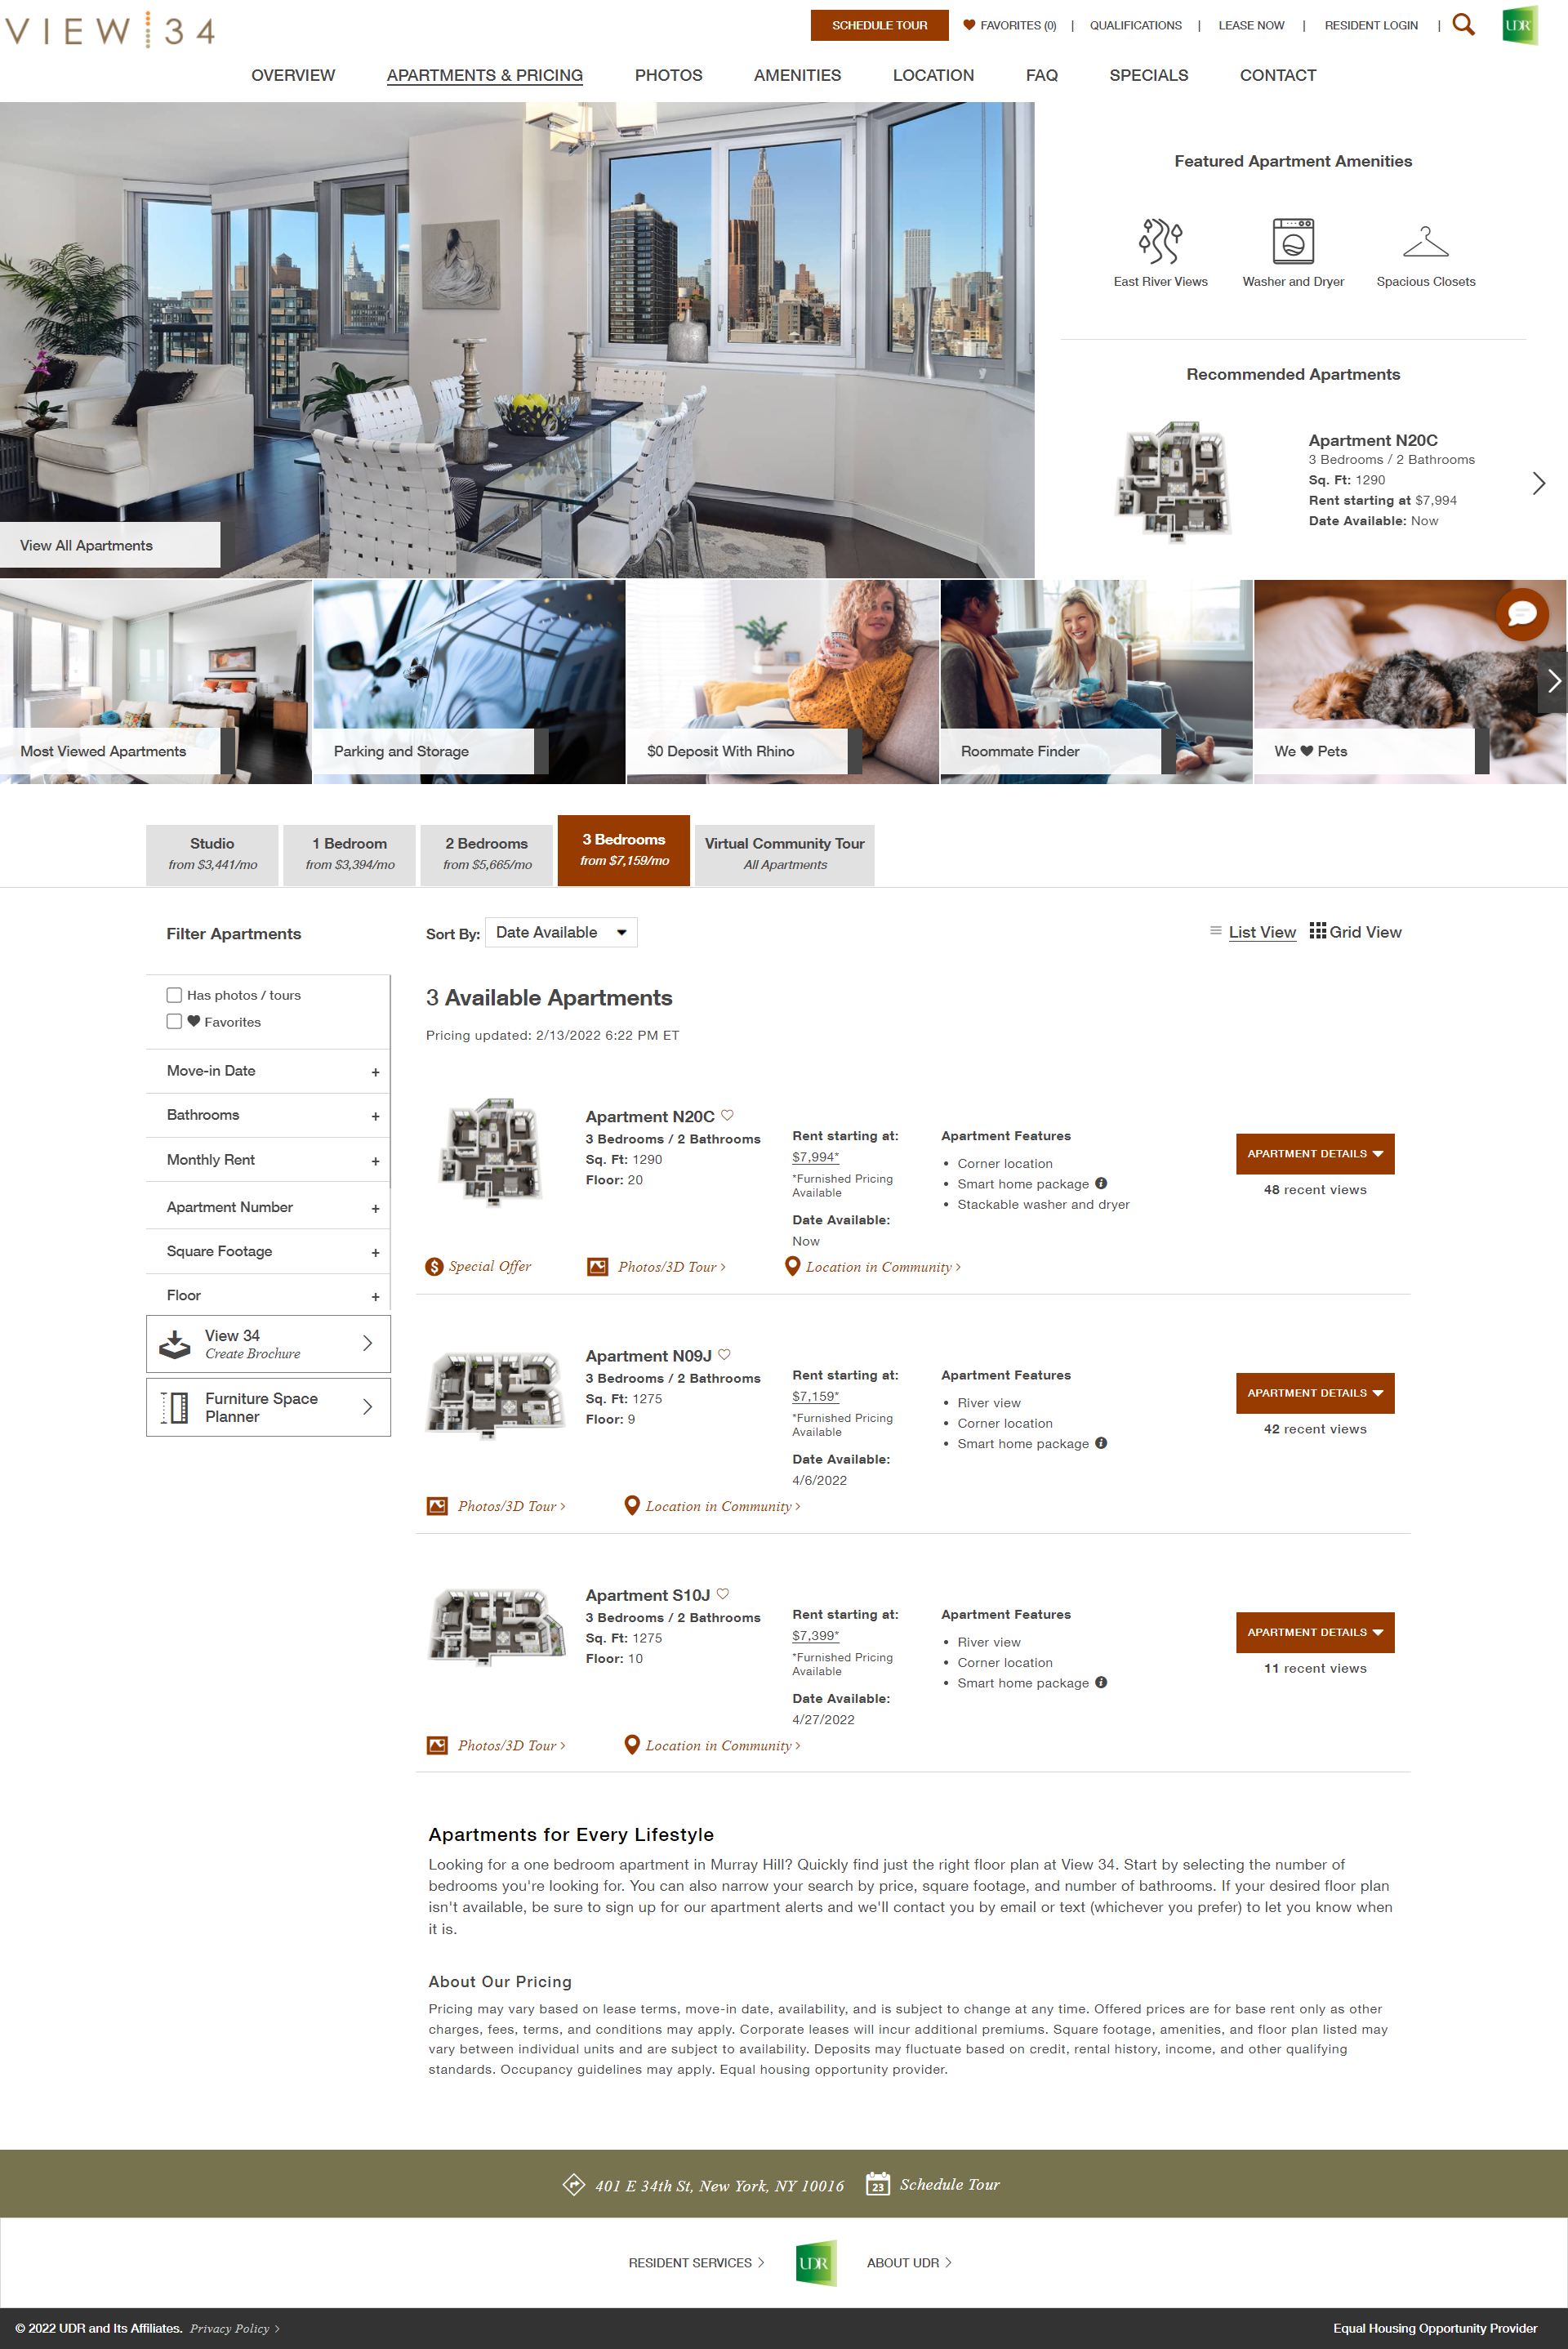 VIEW 34
SCHEDULE TOUR
FAVORITES (0) | QUALIFICATIONS | LEASE NOW | RESIDENT LOGIN |
UDR
OVERVIEW
APARTMENTS & PRICING
PHOTOS
AMENITIES
LOCATION
FAQ
SPECIALS
CONTACT
View All Apartments
Featured Apartment Amenities
East River Views
Washer and Dryer
Spacious Closets
Recommended Apartments
Apartment N20C
3 Bedrooms / 2 Bathrooms
Sq. Ft: 1290
Rent starting at $7,994
Date Available: Now
Most Viewed Apartments
Parking and Storage
$0 Deposit With Rhino
Roommate Finder
We ♥ Pets
Studio
from $3,441/mo
1 Bedroom
from $3,394/mo
2 Bedrooms
from $5,665/mo
3 Bedrooms
from $7,159/mo
Virtual Community Tour
All Apartments
Filter Apartments
Has photos / tours
♥ Favorites
Move-in Date +
Bathrooms +
Monthly Rent +
Apartment Number +
Square Footage +
Floor +
View 34
Create Brochure
Furniture Space
Planner
Sort By: Date Available
List View
Grid View
3 Available Apartments
Pricing updated: 2/13/2022 6:22 PM ET
Apartment N20C
3 Bedrooms / 2 Bathrooms
Sq. Ft: 1290
Floor: 20
Rent starting at:
$7,994*
*Furnished Pricing
Available
Date Available:
Now
Apartment Features
• Corner location
• Smart home package
• Stackable washer and dryer
APARTMENT DETAILS
48 recent views
Special Offer
Photos/3D Tour >
Location in Community >
Apartment N09J
3 Bedrooms / 2 Bathrooms
Sq. Ft: 1275
Floor: 9
Rent starting at:
$7,159*
*Furnished Pricing
Available
Date Available:
4/6/2022
Apartment Features
• River view
• Corner location
• Smart home package
APARTMENT DETAILS
42 recent views
Photos/3D Tour >
Location in Community >
Apartment S10J
3 Bedrooms / 2 Bathrooms
Sq. Ft: 1275
Floor: 10
Rent starting at:
$7,399*
*Furnished Pricing
Available
Date Available:
4/27/2022
Apartment Features
• River view
• Corner location
• Smart home package
APARTMENT DETAILS
11 recent views
Photos/3D Tour >
Location in Community >
Apartments for Every Lifestyle
Looking for a one bedroom apartment in Murray Hill? Quickly find just the right floor plan at View 34. Start by selecting the number of
bedrooms you're looking for. You can also narrow your search by price, square footage, and number of bathrooms. If your desired floor plan
isn't available, be sure to sign up for our apartment alerts and we'll contact you by email or text (whichever you prefer) to let you know when
it is.
About Our Pricing
Pricing may vary based on lease terms, move-in date, availability, and is subject to change at any time. Offered prices are for base rent only as other
charges, fees, terms, and conditions may apply. Corporate leases will incur additional premiums. Square footage, amenities, and floor plan listed may
vary between individual units and are subject to availability. Deposits may fluctuate based on credit, rental history, income, and other qualifying
standards. Occupancy guidelines may apply. Equal housing opportunity provider.
401 E 34th St, New York, NY 10016
23
Schedule Tour
RESIDENT SERVICES >
UDR
ABOUT UDR >
© 2022 UDR and Its Affiliates. Privacy Policy >
Equal Housing Opportunity Provider